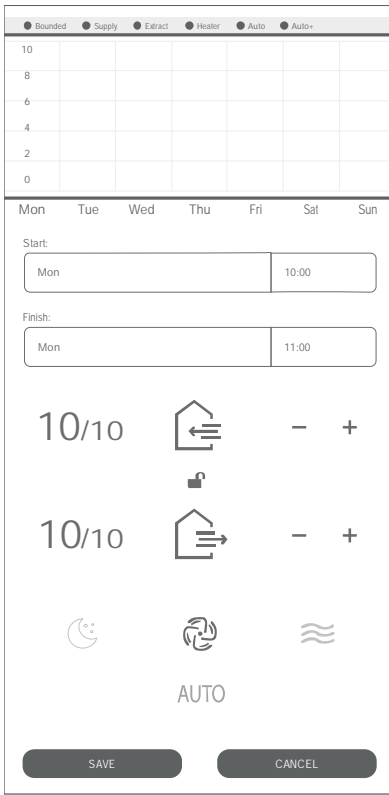 Bounded Supply Extract Heater Auto Auto+
10
8
6
4
2
0
Mon Tue Wed Thu Fri Sat Sun
Start:
Mon 10:00
Finish:
Mon 11:00
10/10 − +
10/10 − +
AUTO
SAVE CANCEL